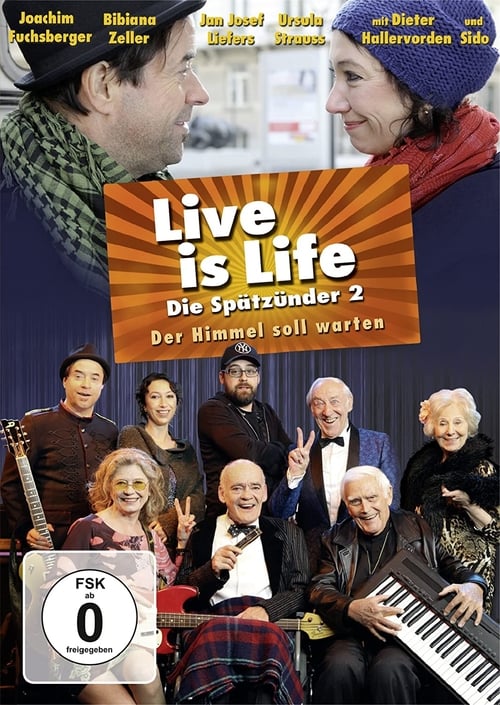 Joachim Fuchsberger
Bibiana Zeller
Jan Josef Liefers
Ursula Strauss
mit Dieter Hallervorden
und Sido
Live
is Life
Die Spätzünder 2
Der Himmel soll warten
NY
FSK
ab
0
freigegeben